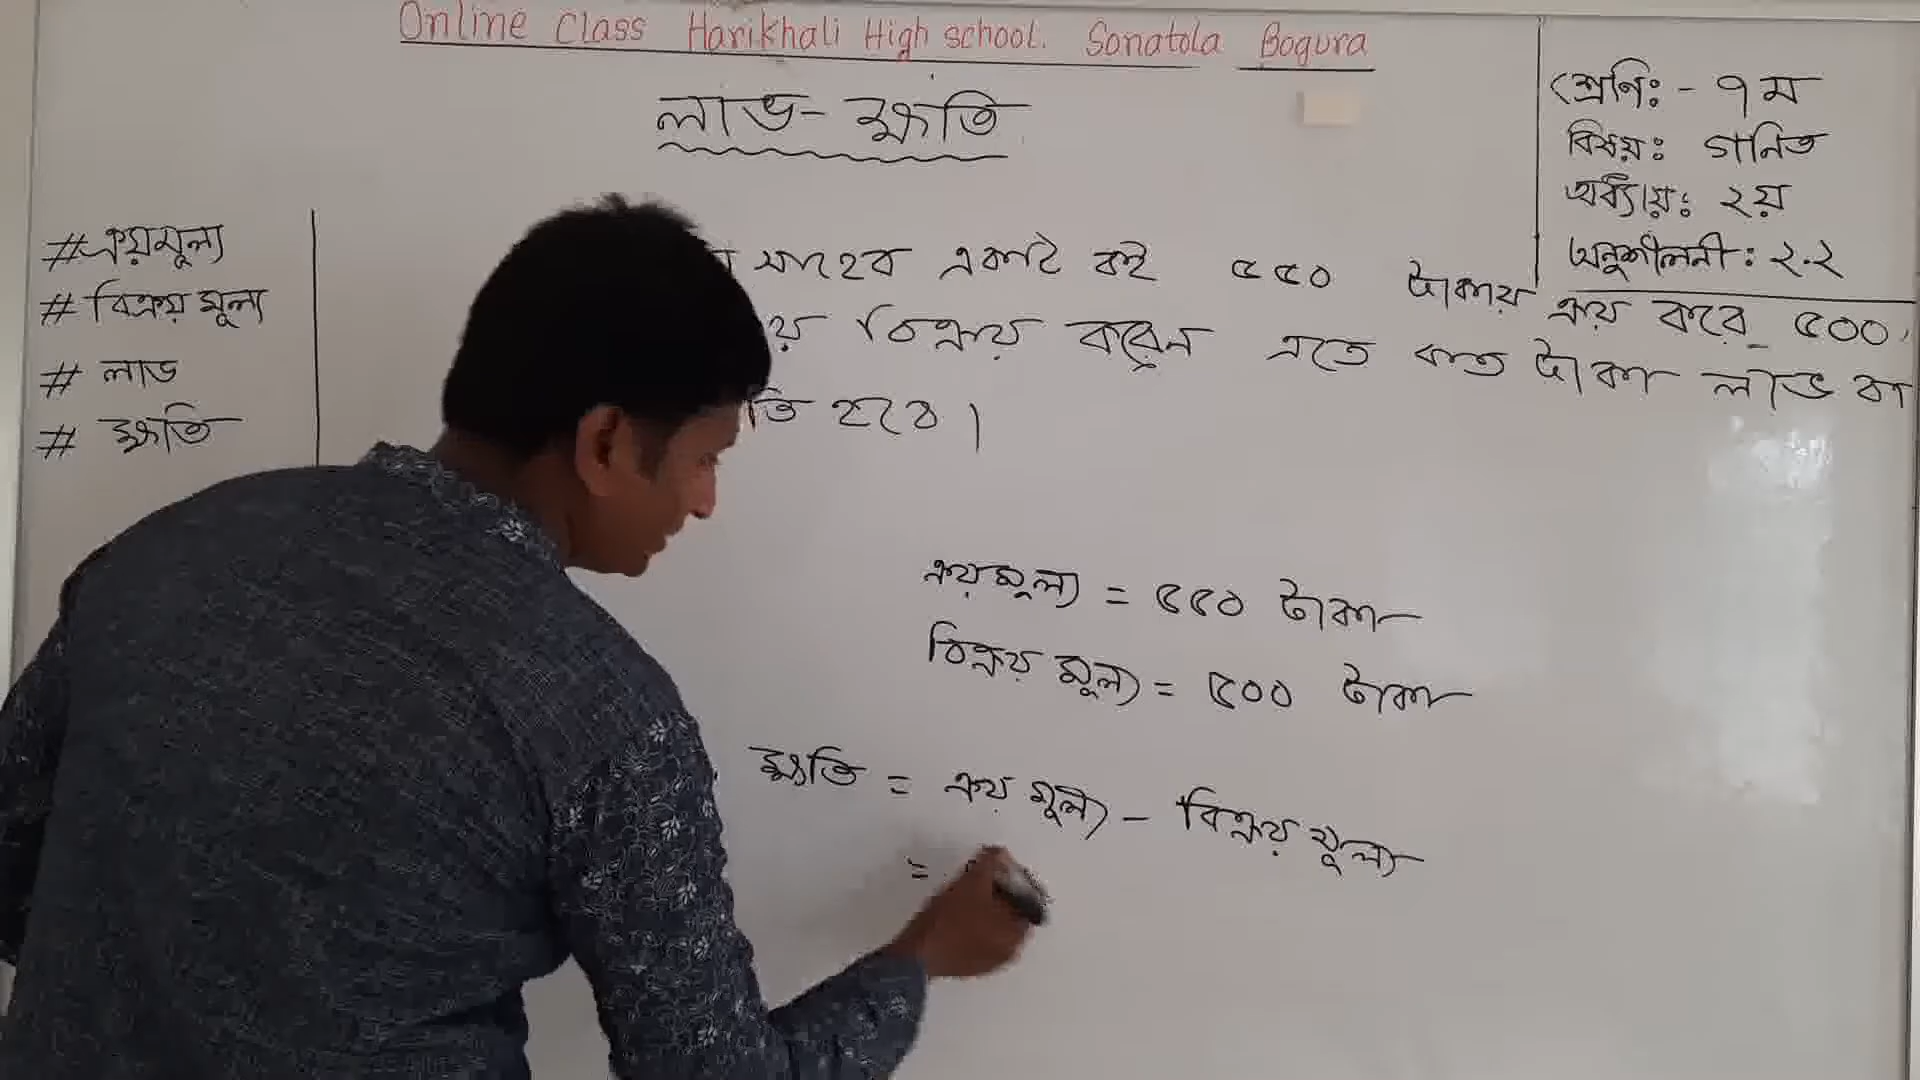 Online Class Harikhali High school. Sonatola Bogura
লাভ-ক্ষতি
শ্রেণিঃ - ৭ম
বিষয়ঃ গনিত
অধ্যায়ঃ ২য়
অনুশীলনী: ২.২
# ক্রয়মূল্য
# বিক্রয় মূল্য
# লাভ
# ক্ষতি
সাহেব একটি বই ৫৫০ টাকায় ক্রয় করে ৫০০
য় বিক্রয় করেন এতে কত টাকা লাভ বা
তি হবে।
ক্রয়মূল্য = ৫৫০ টাকা
বিক্রয় মূল্য = ৫০০ টাকা
ক্ষতি = ক্রয় মূল্য - বিক্রয় মূল্য
=